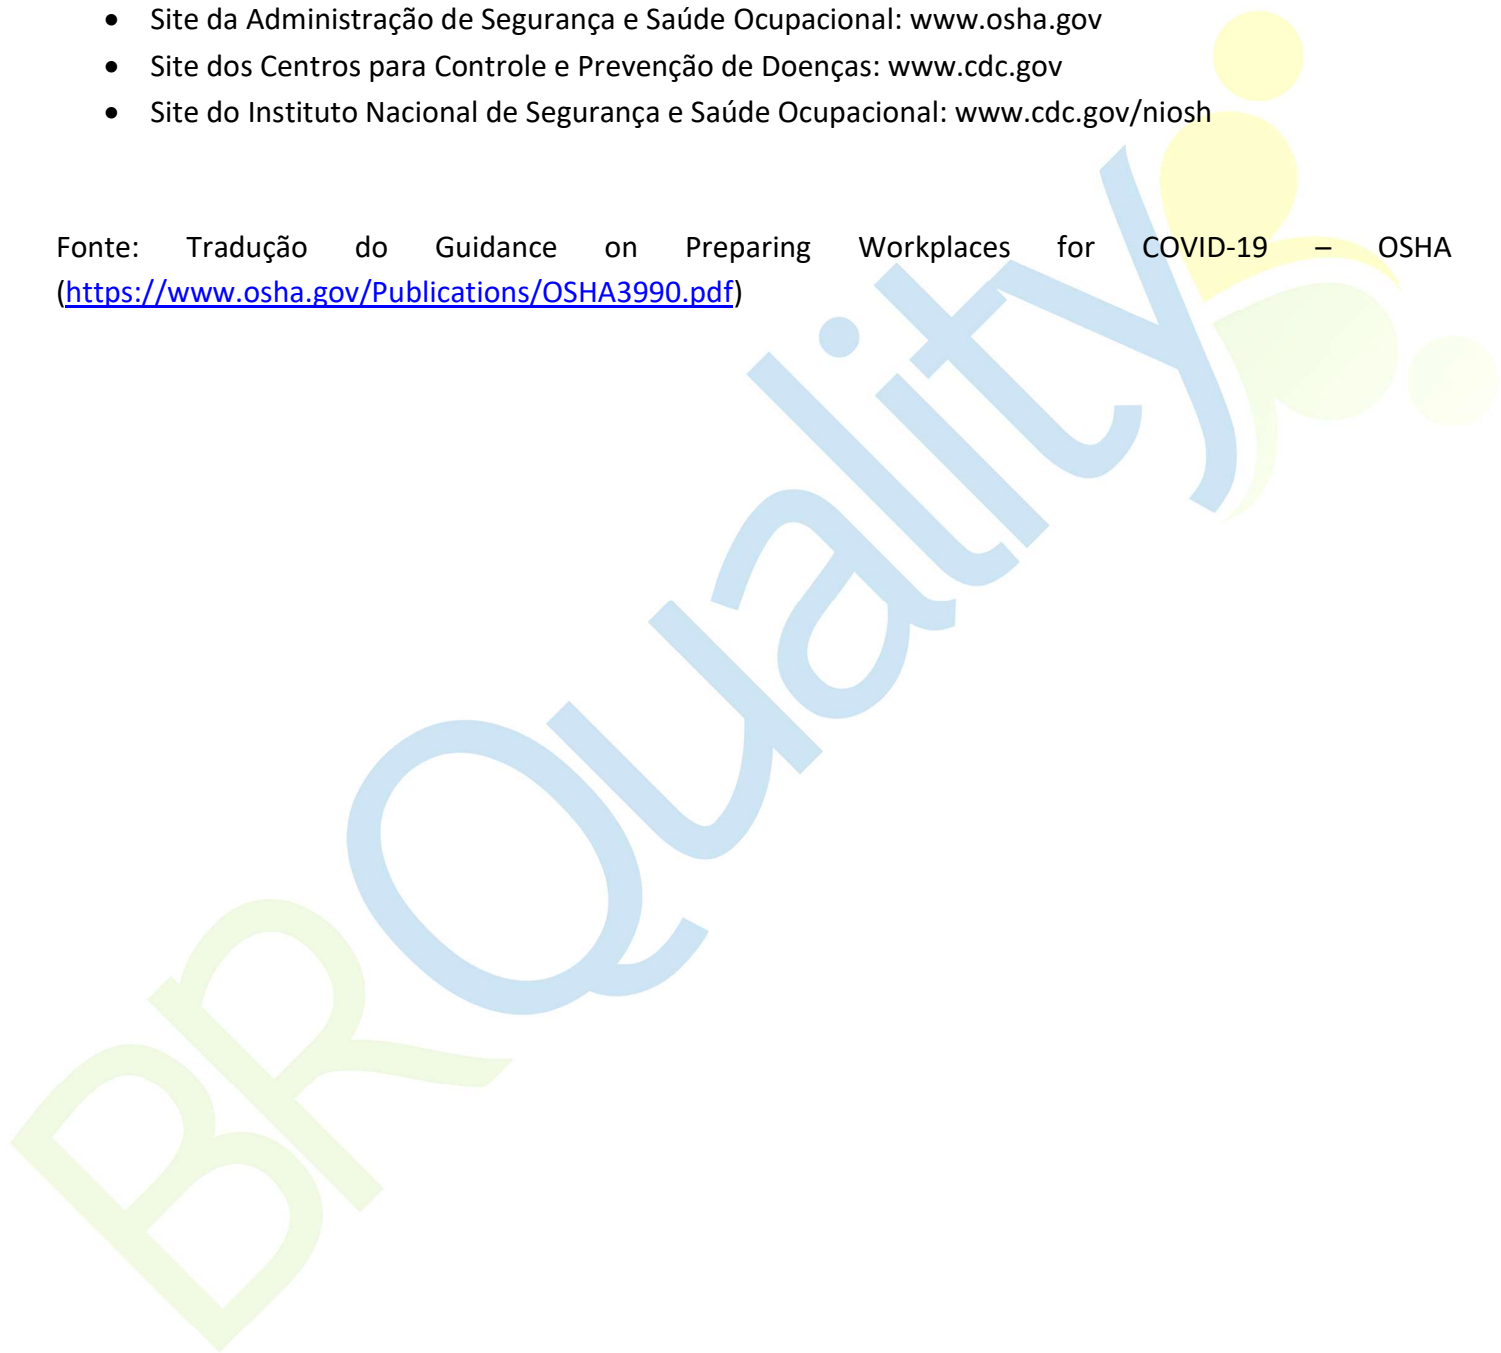 • Site da Administração de Segurança e Saúde Ocupacional: www.osha.gov
• Site dos Centros para Controle e Prevenção de Doenças: www.cdc.gov
• Site do Instituto Nacional de Segurança e Saúde Ocupacional: www.cdc.gov/niosh
Fonte: Tradução do Guidance on Preparing Workplaces for COVID-19 – OSHA
(https://www.osha.gov/Publications/OSHA3990.pdf)
BRQuality